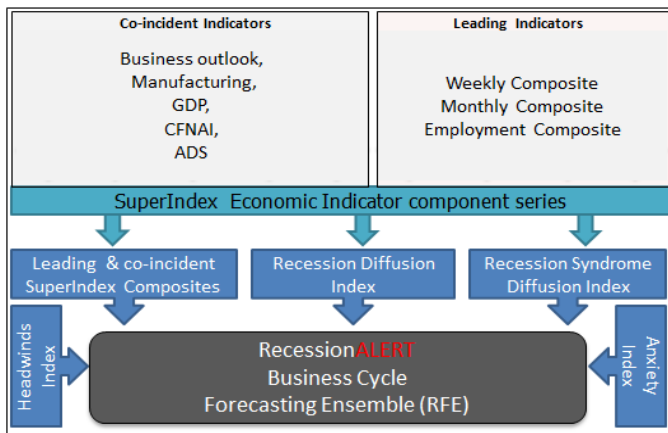 Co-incident Indicators
Business outlook,
Manufacturing,
GDP,
CFNAI,
ADS
Leading Indicators
Weekly Composite
Monthly Composite
Employment Composite
SuperIndex Economic Indicator component series
Leading & co-incident
SuperIndex Composites
Recession Diffusion
Index
Recession Syndrome
Diffusion Index
Headwinds
Index
RecessionALERT
Business Cycle
Forecasting Ensemble (RFE)
Anxiety
Index